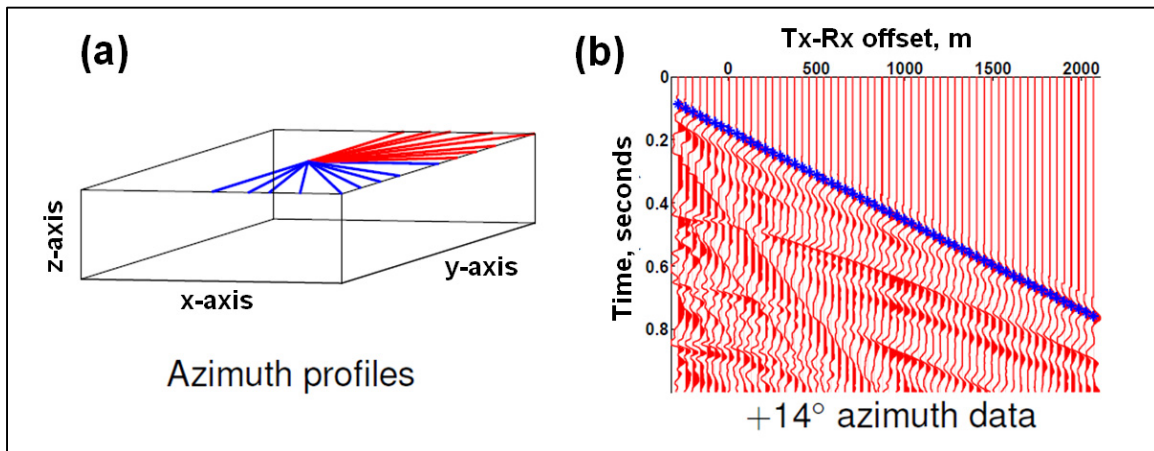 (a)
z-axis
x-axis
y-axis
Azimuth profiles
(b)
Tx-Rx offset, m
0 500 1000 1500 2000
Time, seconds
0
0.2
0.4
0.6
0.8
+14° azimuth data